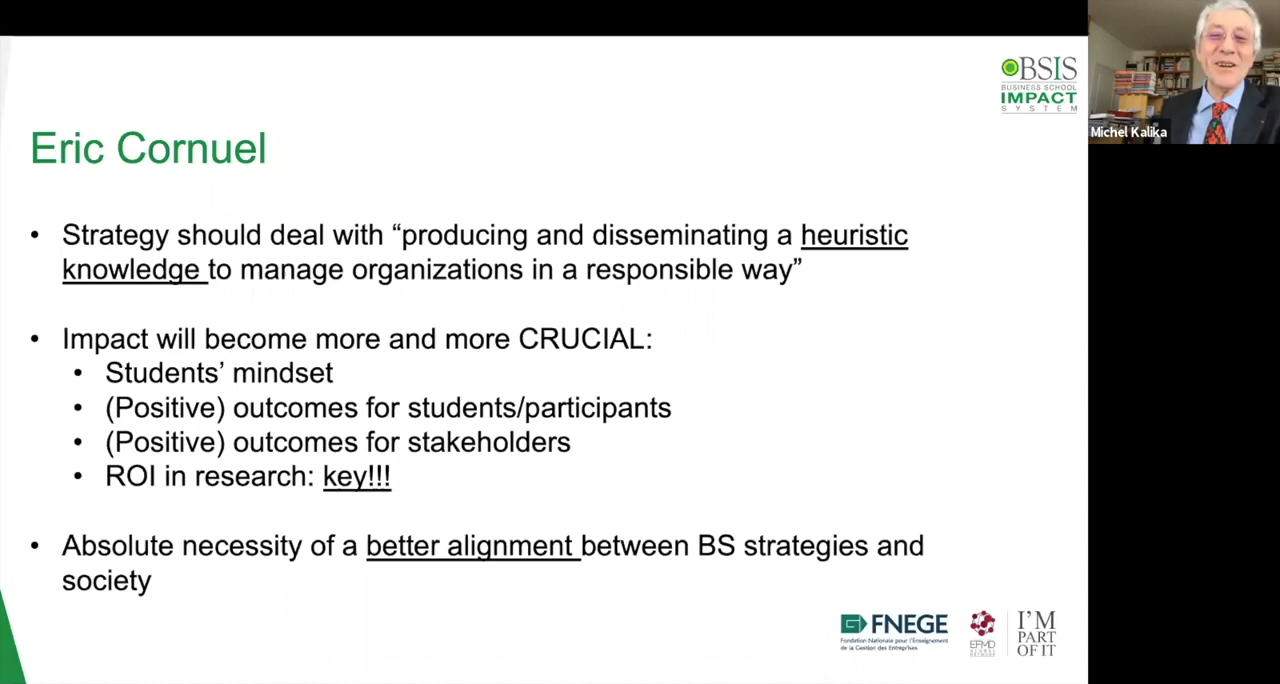 BSIS
BUSINESS SCHOOL
IMPACT
SYSTEM
Michel Kalika
Eric Cornuel
• Strategy should deal with “producing and disseminating a heuristic
knowledge to manage organizations in a responsible way”
• Impact will become more and more CRUCIAL:
• Students’ mindset
• (Positive) outcomes for students/participants
• (Positive) outcomes for stakeholders
• ROI in research: key!!!
• Absolute necessity of a better alignment between BS strategies and
society
FNEGE
Fondation Nationale pour l'Enseignement
de la Gestion des Entreprises
EFMD
GLOBAL
NETWORK
I'M
PART
OF IT